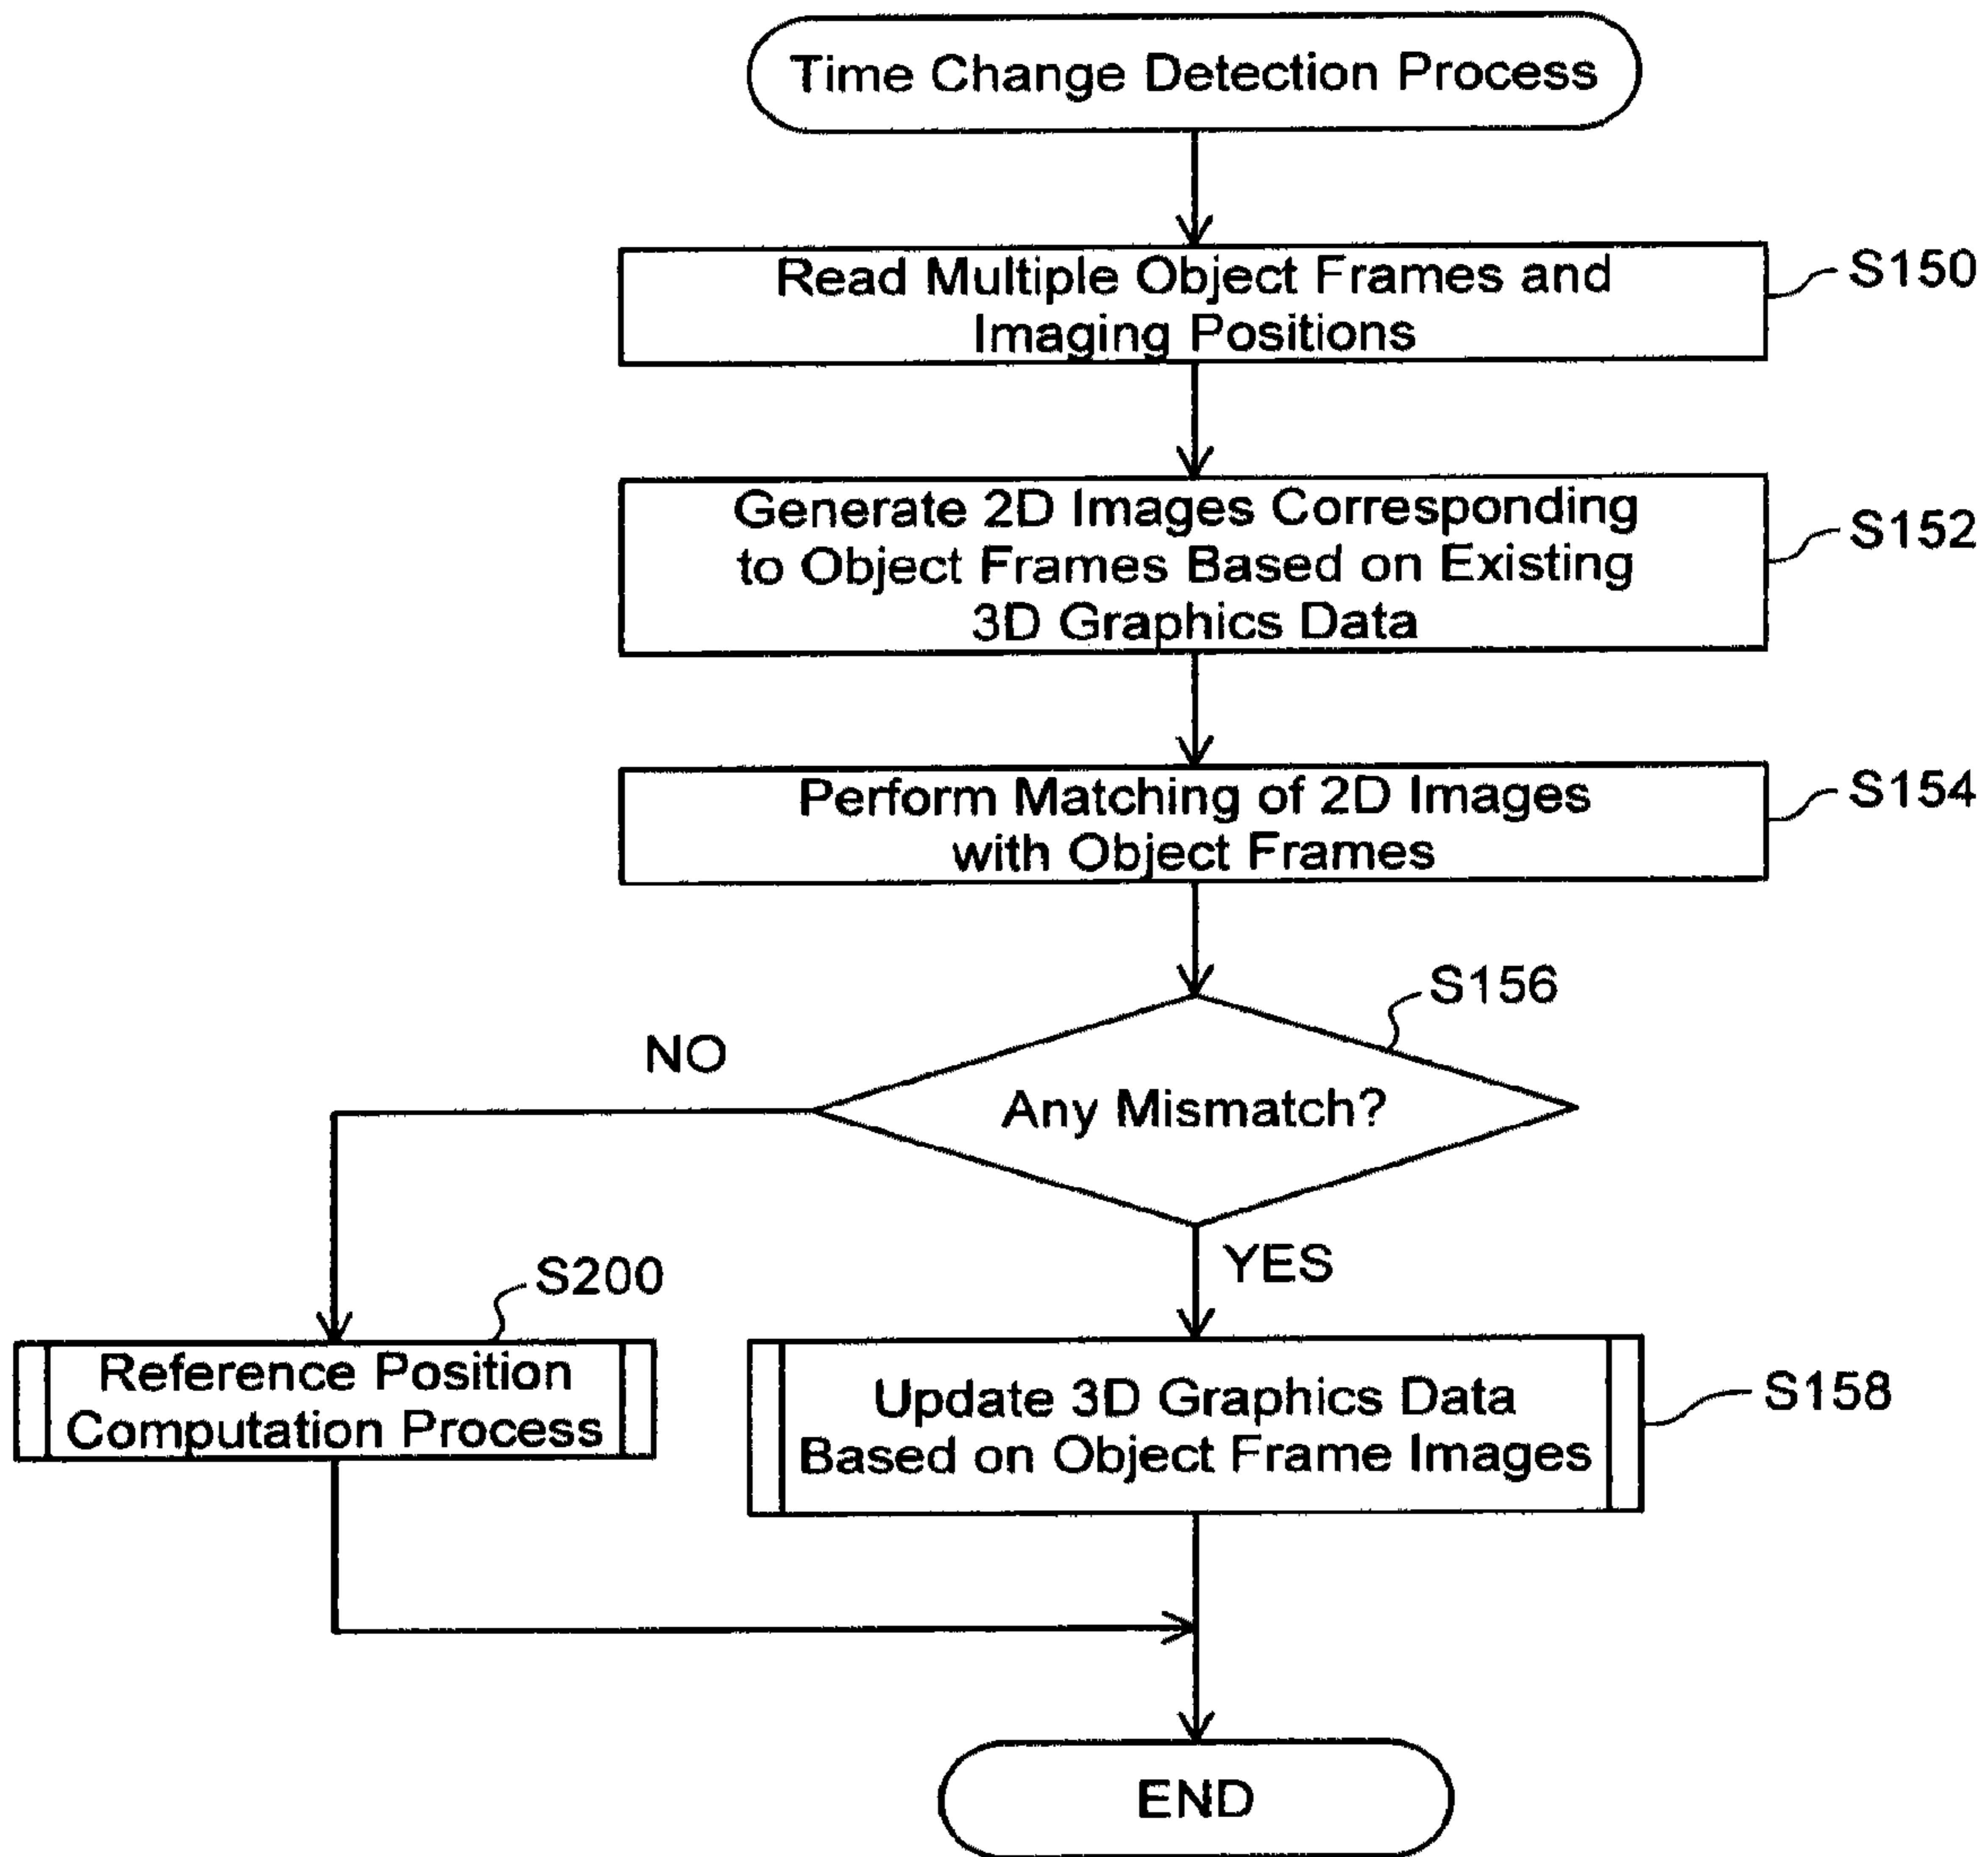 Time Change Detection Process
Read Multiple Object Frames and
Imaging Positions
S150
Generate 2D Images Corresponding
to Object Frames Based on Existing
3D Graphics Data
S152
Perform Matching of 2D Images
with Object Frames
S154
S156
NO
Any Mismatch?
YES
S200
Reference Position
Computation Process
Update 3D Graphics Data
Based on Object Frame Images
S158
END